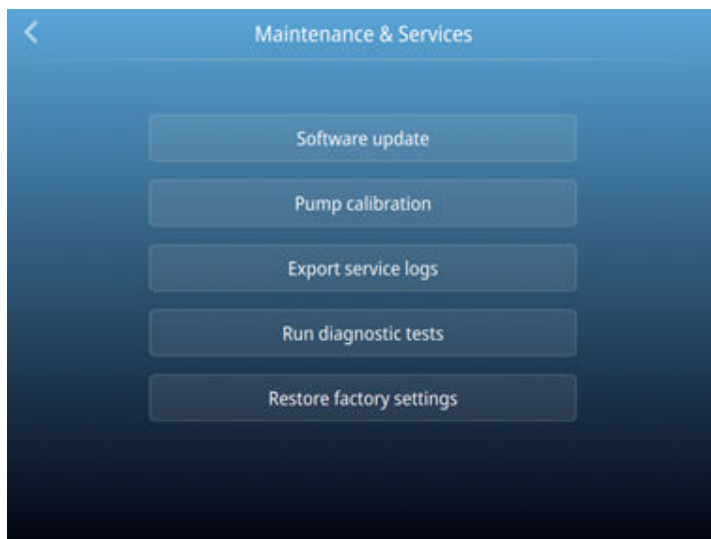 Maintenance & Services
Software update
Pump calibration
Export service logs
Run diagnostic tests
Restore factory settings